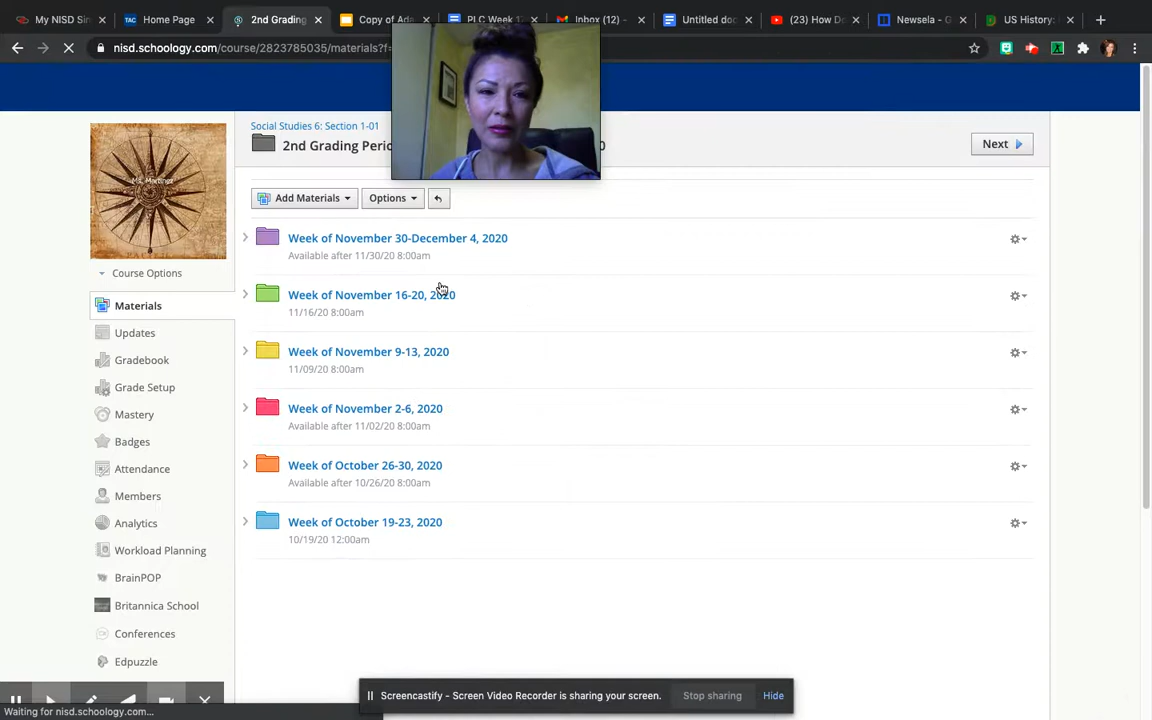 My NISD Sin
Home Page
2nd Grading
Copy of Ade
PLC Week 1
Inbox (12) -
Untitled doc
(23) How Do
Newsela - G
US History:
nisd.schoology.com/course/2823785035/materials?f=
Social Studies 6: Section 1-01
2nd Grading Perio
0
Next
Ms. Martinez
Add Materials
Options
Course Options
Materials
Updates
Gradebook
Grade Setup
Mastery
Badges
Attendance
Members
Analytics
Workload Planning
BrainPOP
Britannica School
Conferences
Edpuzzle
Week of November 30-December 4, 2020
Available after 11/30/20 8:00am
Week of November 16-20, 2020
11/16/20 8:00am
Week of November 9-13, 2020
11/09/20 8:00am
Week of November 2-6, 2020
Available after 11/02/20 8:00am
Week of October 26-30, 2020
Available after 10/26/20 8:00am
Week of October 19-23, 2020
10/19/20 12:00am
Screencastify - Screen Video Recorder is sharing your screen.
Stop sharing
Hide
Waiting for nisd.schoology.com...